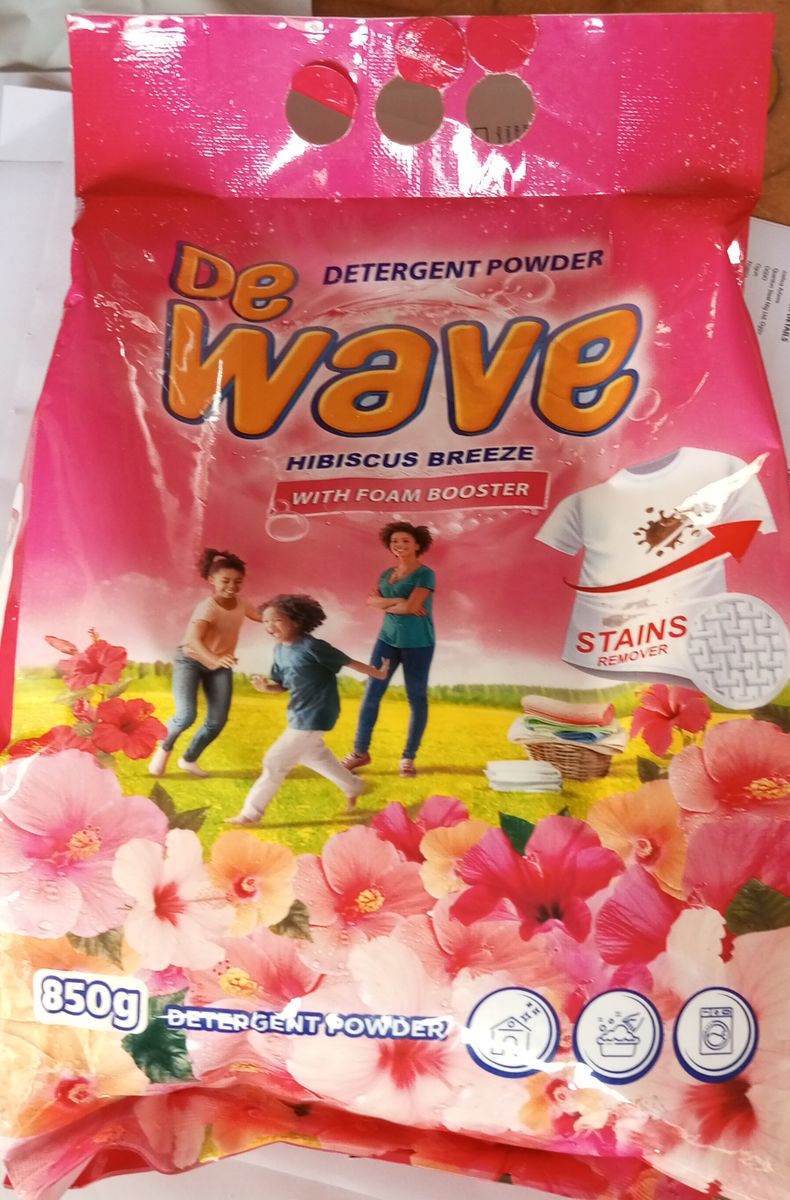 De
DETERGENT POWDER
wave
HIBISCUS BREEZE
WITH FOAM BOOSTER
STAINS
REMOVER
850g
DETERGENT POWDER